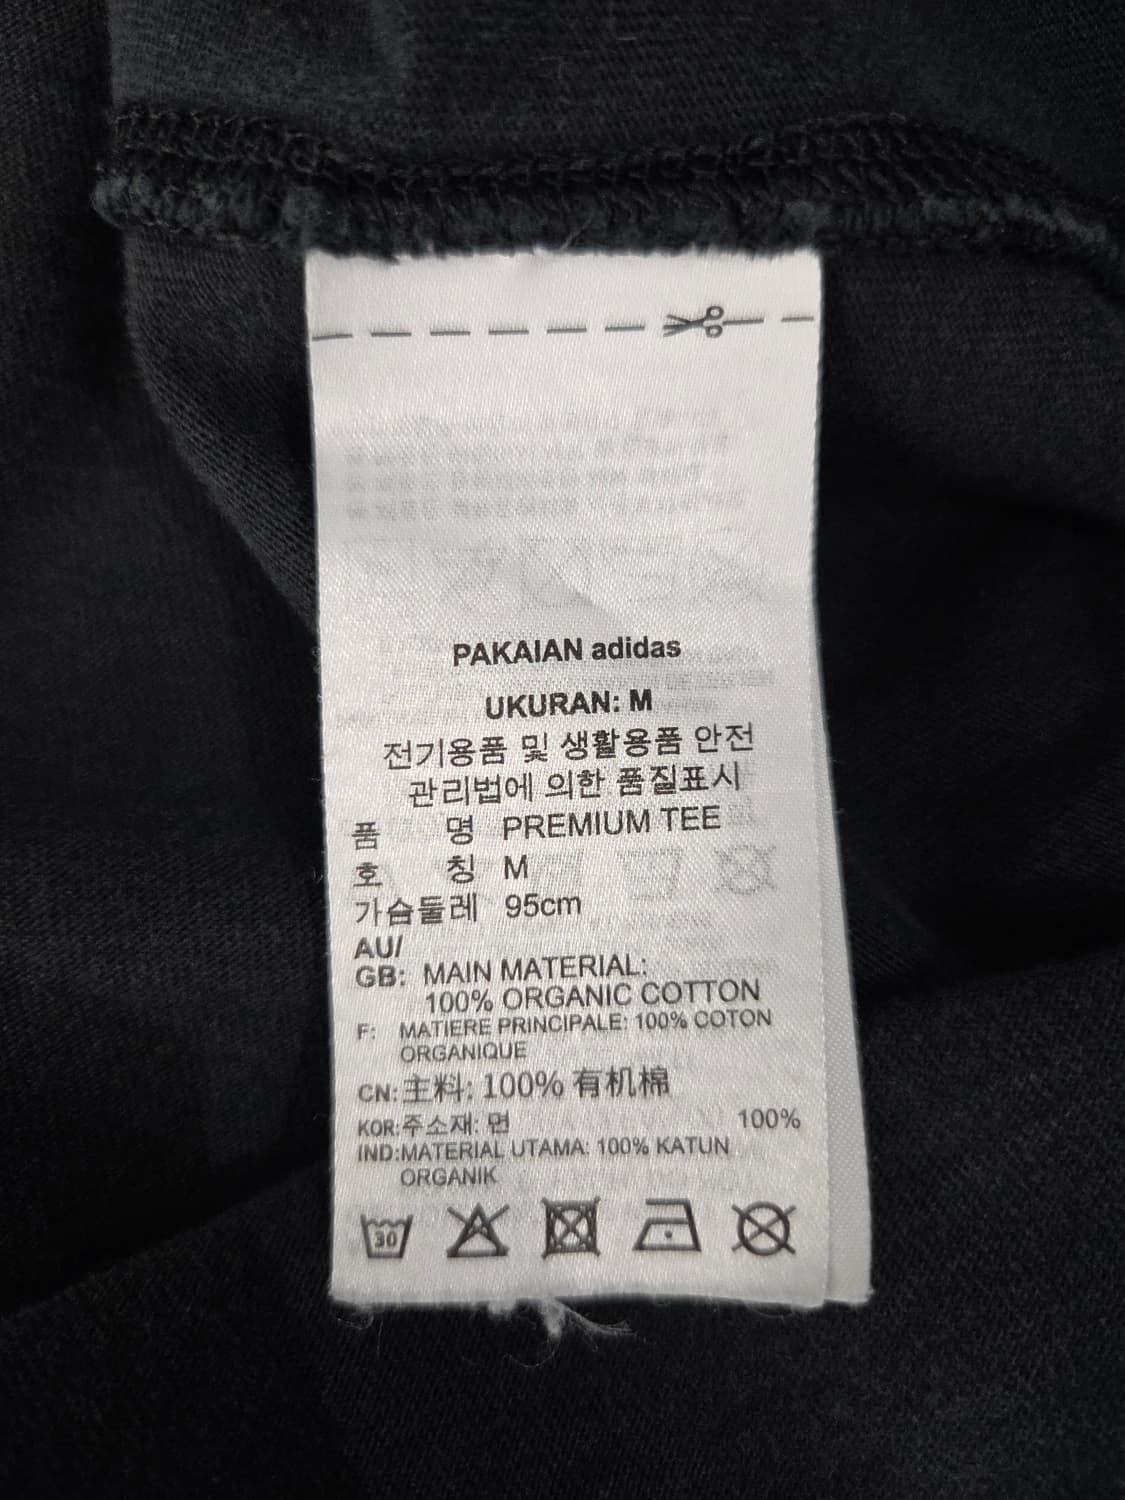 PAKAIAN adidas
UKURAN: M
전기용품 및 생활용품 안전
관리법에 의한 품질표시
품 명 PREMIUM TEE
호 칭 M
가슴둘레 95cm
AU/
GB: MAIN MATERIAL:
100% ORGANIC COTTON
F: MATIERE PRINCIPALE: 100% COTON
ORGANIQUE
CN: 主料: 100% 有机棉
KOR: 주소재: 면 100%
IND: MATERIAL UTAMA: 100% KATUN
ORGANIK
30